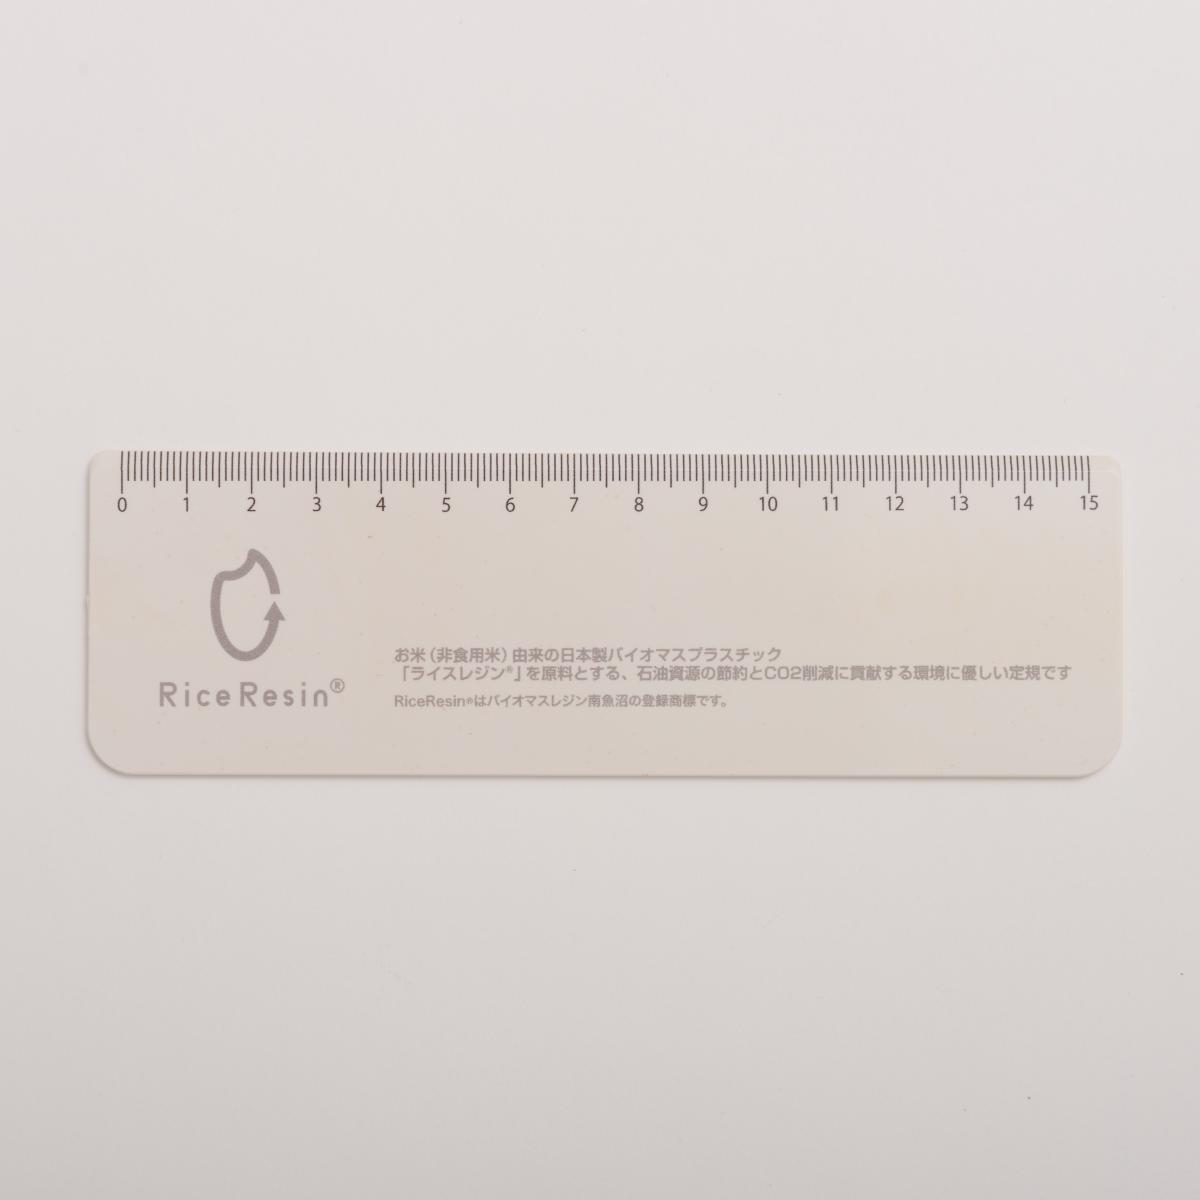 0 1 2 3 4 5 6 7 8 9 10 11 12 13 14 15
RiceResin®
お米（非食用米）由来の日本製バイオマスプラスチック
「ライスレジン®」を原料とする、石油資源の節約とCO2削減に貢献する環境に優しい定規です
RiceResin®はバイオマスレジン南魚沼の登録商標です。